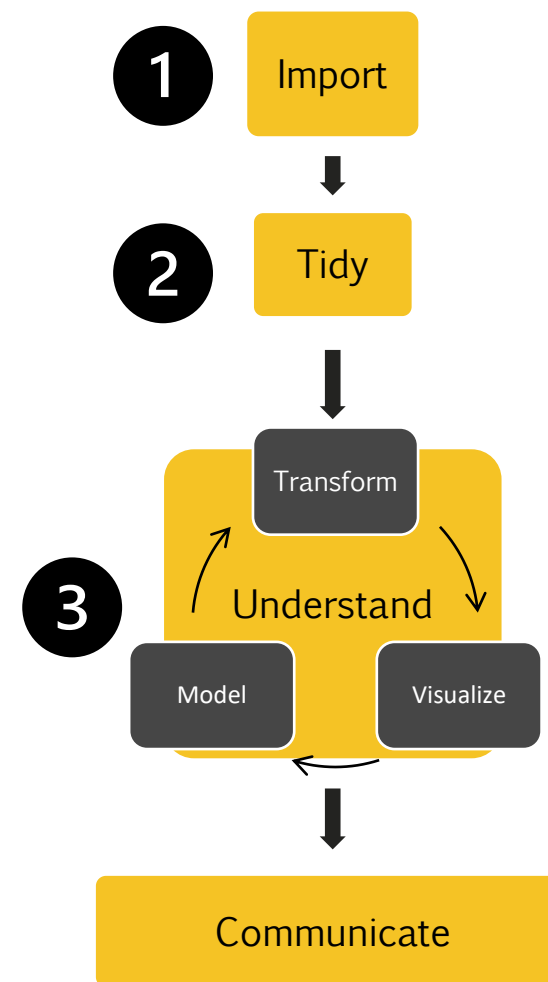 1
Import
2
Tidy
Transform
3
Understand
Model
Visualize
Communicate